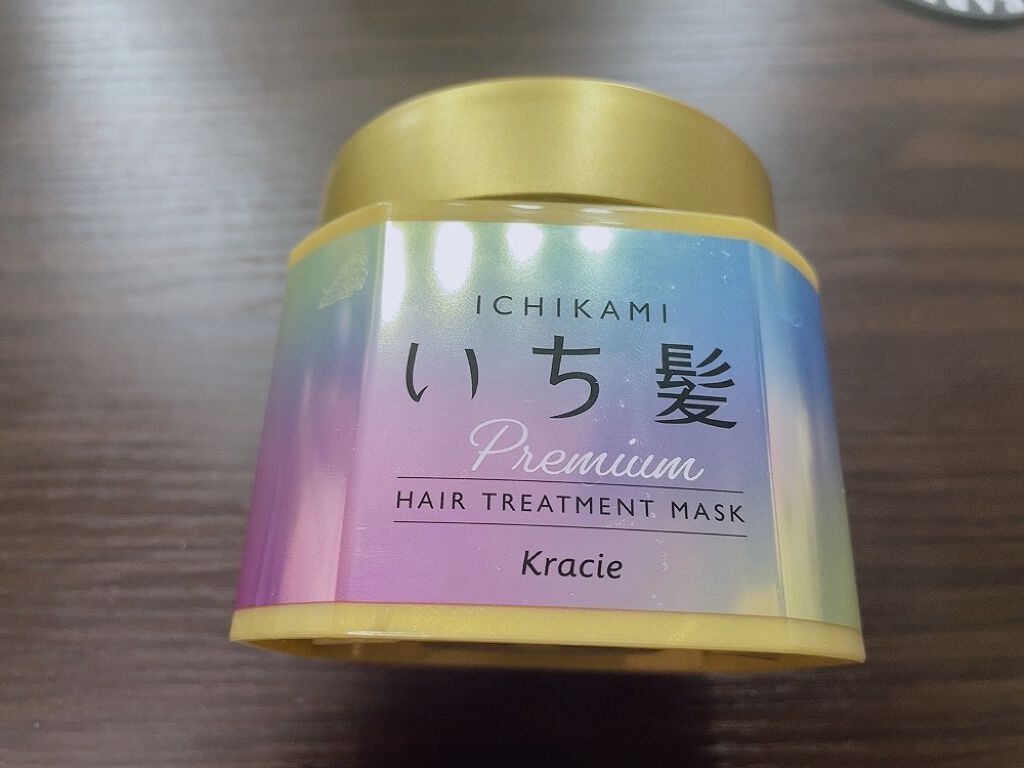 ICHIKAMI
いち髪
Premium
HAIR TREATMENT MASK
Kracie